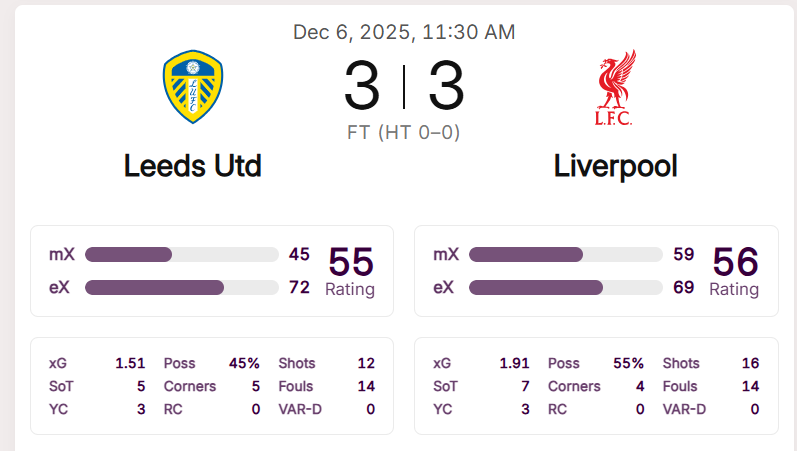 Dec 6, 2025, 11:30 AM
3 | 3
FT (HT 0–0)
L.F.C.
Leeds Utd
Liverpool
mX 45
eX 72
55
Rating
mX 59
eX 69
56
Rating
xG 1.51 Poss 45% Shots 12
SoT 5 Corners 5 Fouls 14
YC 3 RC 0 VAR-D 0
xG 1.91 Poss 55% Shots 16
SoT 7 Corners 4 Fouls 14
YC 3 RC 0 VAR-D 0